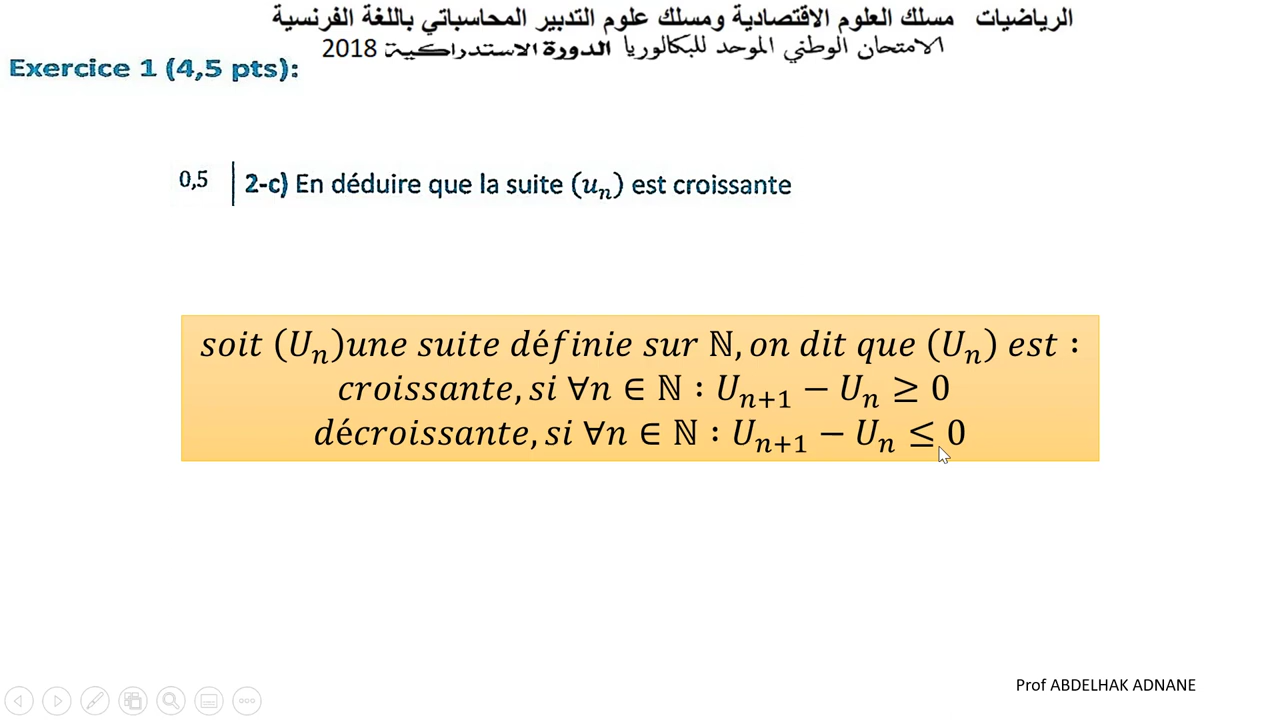 الرياضيات   مسلك العلوم الاقتصادية ومسلك علوم التدبير المحاسباتي باللغة الفرنسية
الامتحان الوطني الموحد للبكالوريا الدورة الاستدراكية 2018
Exercice 1 (4,5 pts):
0,5 | 2-c) En déduire que la suite (uₙ) est croissante
soit (Uₙ)une suite définie sur ℕ, on dit que (Uₙ) est :
croissante, si ∀n ∈ ℕ : Uₙ₊₁ − Uₙ ≥ 0
décroissante, si ∀n ∈ ℕ : Uₙ₊₁ − Uₙ ≤ 0
Prof ABDELHAK ADNANE